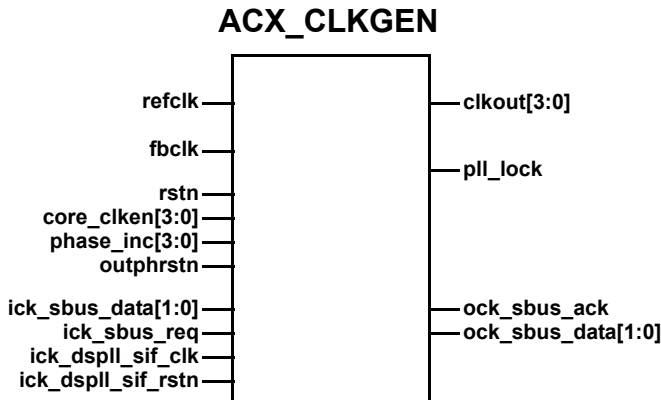 ACX_CLKGEN
refclk
clkout[3:0]
fbclk
pll_lock
rstn
core_clken[3:0]
phase_inc[3:0]
outphrstn
ick_sbus_data[1:0]
ock_sbus_ack
ick_sbus_req
ock_sbus_data[1:0]
ick_dspll_sif_clk
ick_dspll_sif_rstn